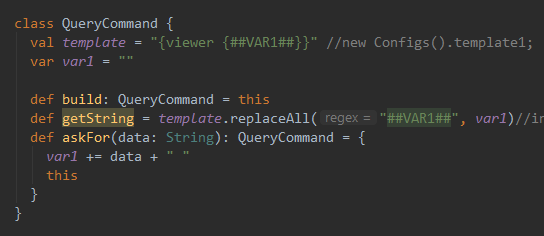 class QueryCommand {
val template = "{viewer {##VAR1##}}" //new Configs().template1;
var var1 = ""
def build: QueryCommand = this
def getString = template.replaceAll( regex = "##VAR1##", var1)//in
def askFor(data: String): QueryCommand = {
var1 += data + " "
this
}
}